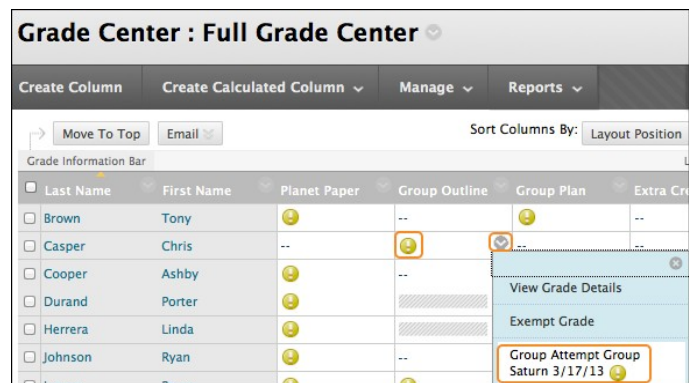 Grade Center : Full Grade Center
Create Column Create Calculated Column Manage Reports
Move To Top Email Sort Columns By: Layout Position
Grade Information Bar L
Last Name First Name Planet Paper Group Outline Group Plan Extra Cre
Brown Tony -- --
Casper Chris -- -- --
Cooper Ashby --
Durand Porter
Herrera Linda
Johnson Ryan --
View Grade Details
Exempt Grade
Group Attempt Group
Saturn 3/17/13